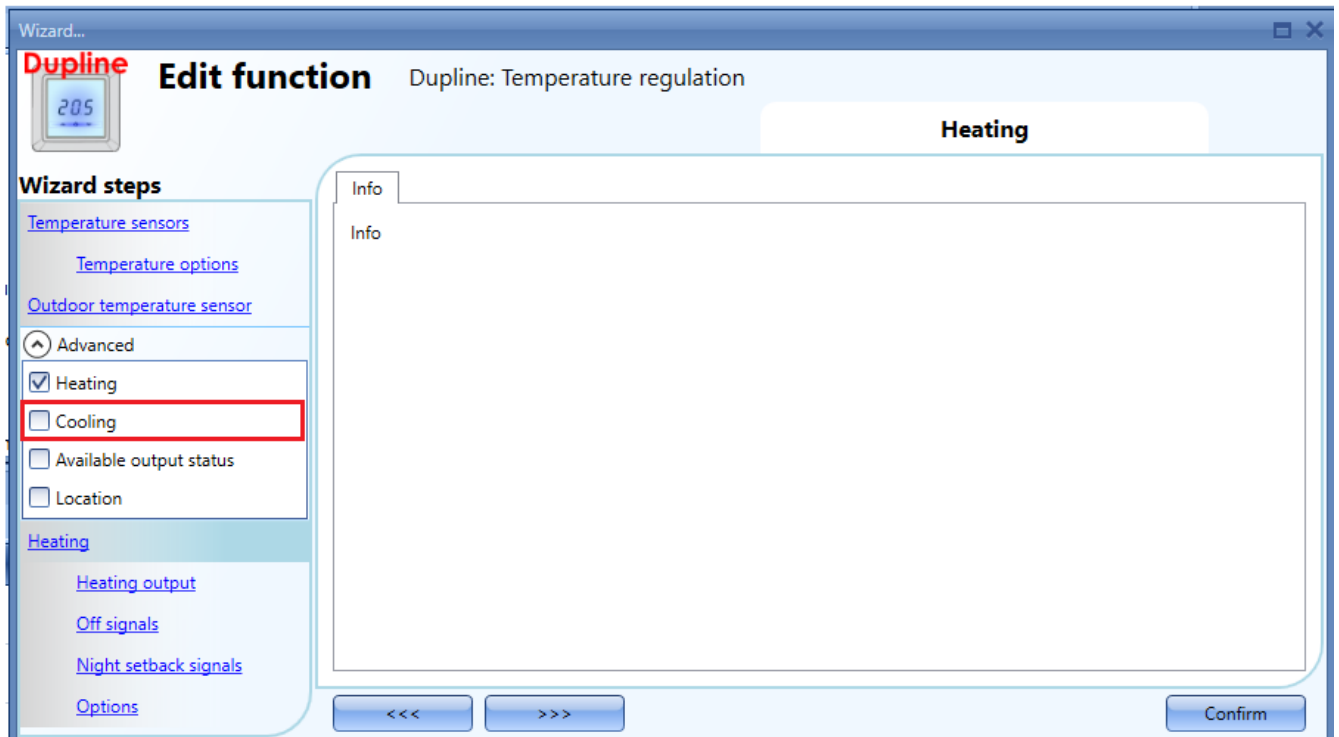 Wizard...
Dupline
205
Edit function
Dupline: Temperature regulation
Heating
Wizard steps
Temperature sensors
Temperature options
Outdoor temperature sensor
Advanced
Heating
Cooling
Available output status
Location
Heating
Heating output
Off signals
Night setback signals
Options
Info
Info
<<<
>>>
Confirm